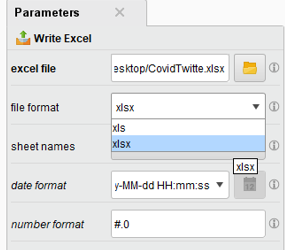 Parameters
Write Excel
excel file
esktop/CovidTwitte.xlsx
file format
xlsx
xls
xlsx
sheet names
xlsx
date format
y-MM-dd HH:mm:ss
number format
#.0